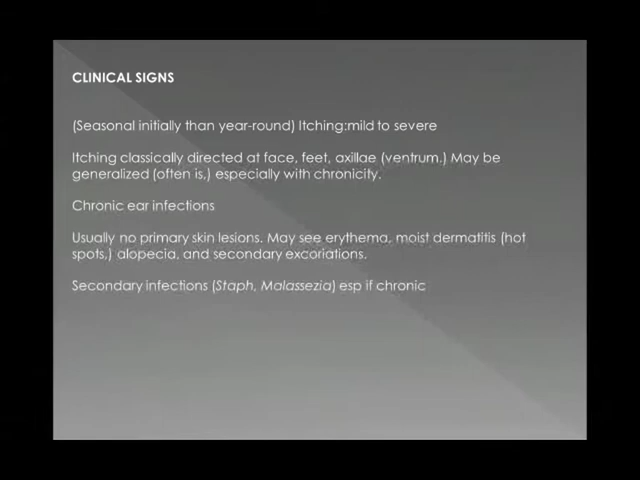 CLINICAL SIGNS
(Seasonal initially than year-round) Itching:mild to severe
Itching classically directed at face, feet, axillae (ventrum.) May be
generalized (often is,) especially with chronicity.
Chronic ear infections
Usually no primary skin lesions. May see erythema, moist dermatitis (hot
spots,) alopecia, and secondary excoriations.
Secondary infections (Staph, Malassezia) esp if chronic